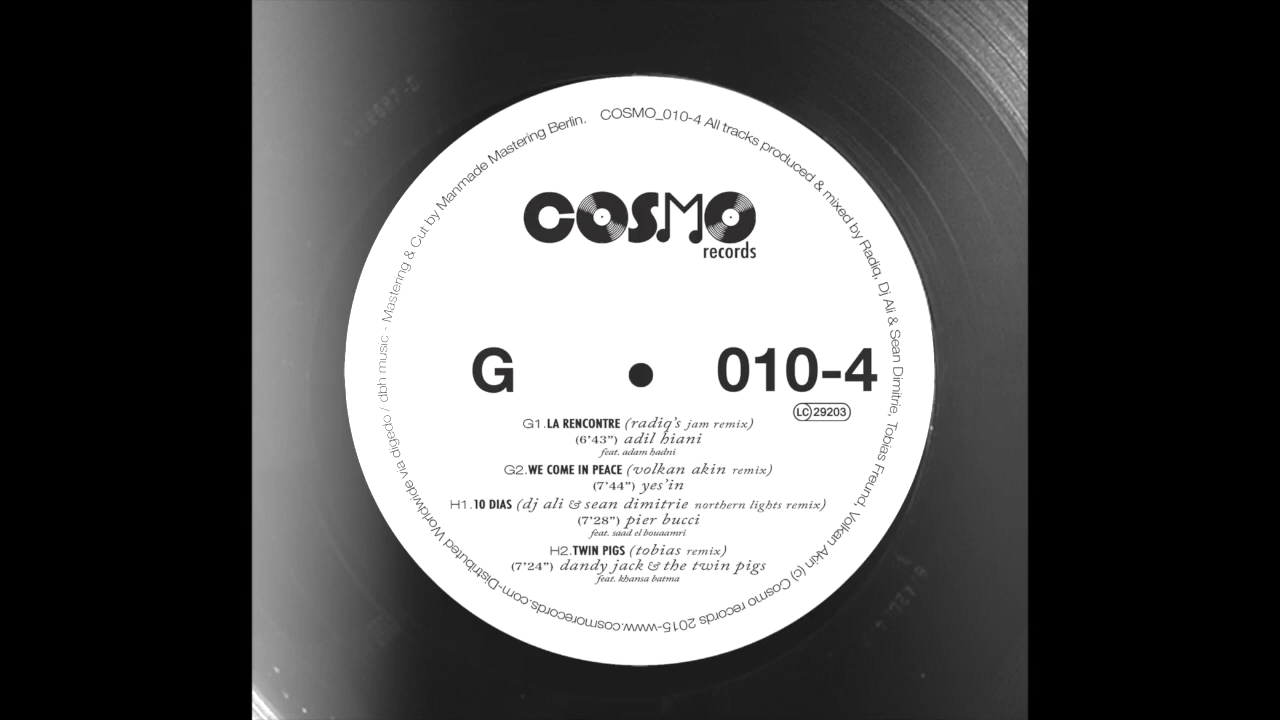 COSMO_010-4 All tracks produced & mixed by Radiq, Dj Ali & Sean Dimitrie, Tobias Freund, Volkan Akin (c) Cosmo records 2015-www.cosmorecords.com-Distributed Worldwide via digedo / dbh music - Mastering & Cut by Manmade Mastering Berlin.
COSMO
records
G 010-4
LC 29203
G1.LA RENCONTRE (radiq's jam remix)
(6'43") adil hiani
feat. adam hadni
G2.WE COME IN PEACE (volkan akin remix)
(7'44") yes'in
H1.10 DIAS (dj ali & sean dimitrie northern lights remix)
(7'28") pier bucci
feat. saad el bouaamri
H2.TWIN PIGS (tobias remix)
(7'24") dandy jack & the twin pigs
feat. khansa batma